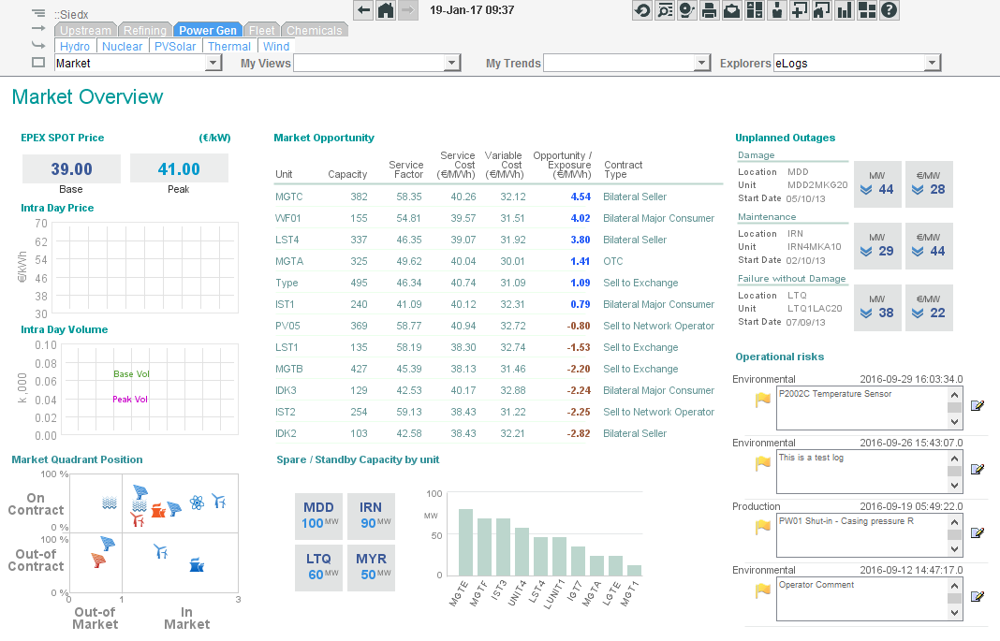 ::Siedx
19-Jan-17 09:37
Upstream Refining Power Gen Fleet Chemicals
Hydro Nuclear PVSolar Thermal Wind
Market My Views My Trends Explorers eLogs
Market Overview
EPEX SPOT Price (€/kW)
39.00 41.00
Base Peak
Intra Day Price
70
62
54
46
38
30
€/kWh
Intra Day Volume
0.10
0.08
0.06
0.04
0.02
0.00
k ,000
Base Vol
Peak Vol
Market Quadrant Position
100 %
On
Contract
0 %
100 %
Out-of
Contract
0 %
0 1 3
Out-of
Market
In
Market
Market Opportunity
Unit Capacity Service Factor Service Cost (€/MWh) Variable Cost (€/MWh) Opportunity / Exposure (€/MWh) Contract Type
MGTC 382 58.35 40.26 32.12 4.54 Bilateral Seller
WF01 155 54.81 39.57 31.51 4.02 Bilateral Major Consumer
LST4 337 46.35 39.07 31.92 3.80 Bilateral Seller
MGTA 325 49.62 40.04 30.01 1.41 OTC
Type 495 46.34 40.74 31.09 1.09 Sell to Exchange
IST1 240 41.09 40.12 32.31 0.79 Bilateral Major Consumer
PV05 369 58.77 40.94 32.72 -0.80 Sell to Network Operator
LST1 135 58.19 38.30 32.74 -1.53 Sell to Exchange
MGTB 427 45.39 38.13 31.46 -2.20 Sell to Exchange
IDK3 129 42.53 40.17 32.88 -2.24 Bilateral Major Consumer
IST2 254 59.13 38.43 31.22 -2.25 Sell to Network Operator
IDK2 103 42.58 38.43 32.21 -2.82 Bilateral Seller
Spare / Standby Capacity by unit
MDD IRN
100 MW 90 MW
LTQ MYR
60 MW 50 MW
100
MW
50
0
MGTE MGTF IST3 UNIT4 LST4 LUNIT1 IGT7 MGTA LGTE MGT1
Unplanned Outages
Damage
Location MDD
Unit MDD2MKG20
Start Date 05/10/13
MW €/MW
44 28
Maintenance
Location IRN
Unit IRN4MKA10
Start Date 02/10/13
MW €/MW
29 44
Failure without Damage
Location LTQ
Unit LTQ1LAC20
Start Date 07/09/13
MW €/MW
38 22
Operational risks
Environmental 2016-09-29 16:03:34.0
P2002C Temperature Sensor
Environmental 2016-09-26 15:43:07.0
This is a test log
Production 2016-09-19 05:49:22.0
PW01 Shut-in - Casing pressure R
Environmental 2016-09-12 14:47:17.0
Operator Comment